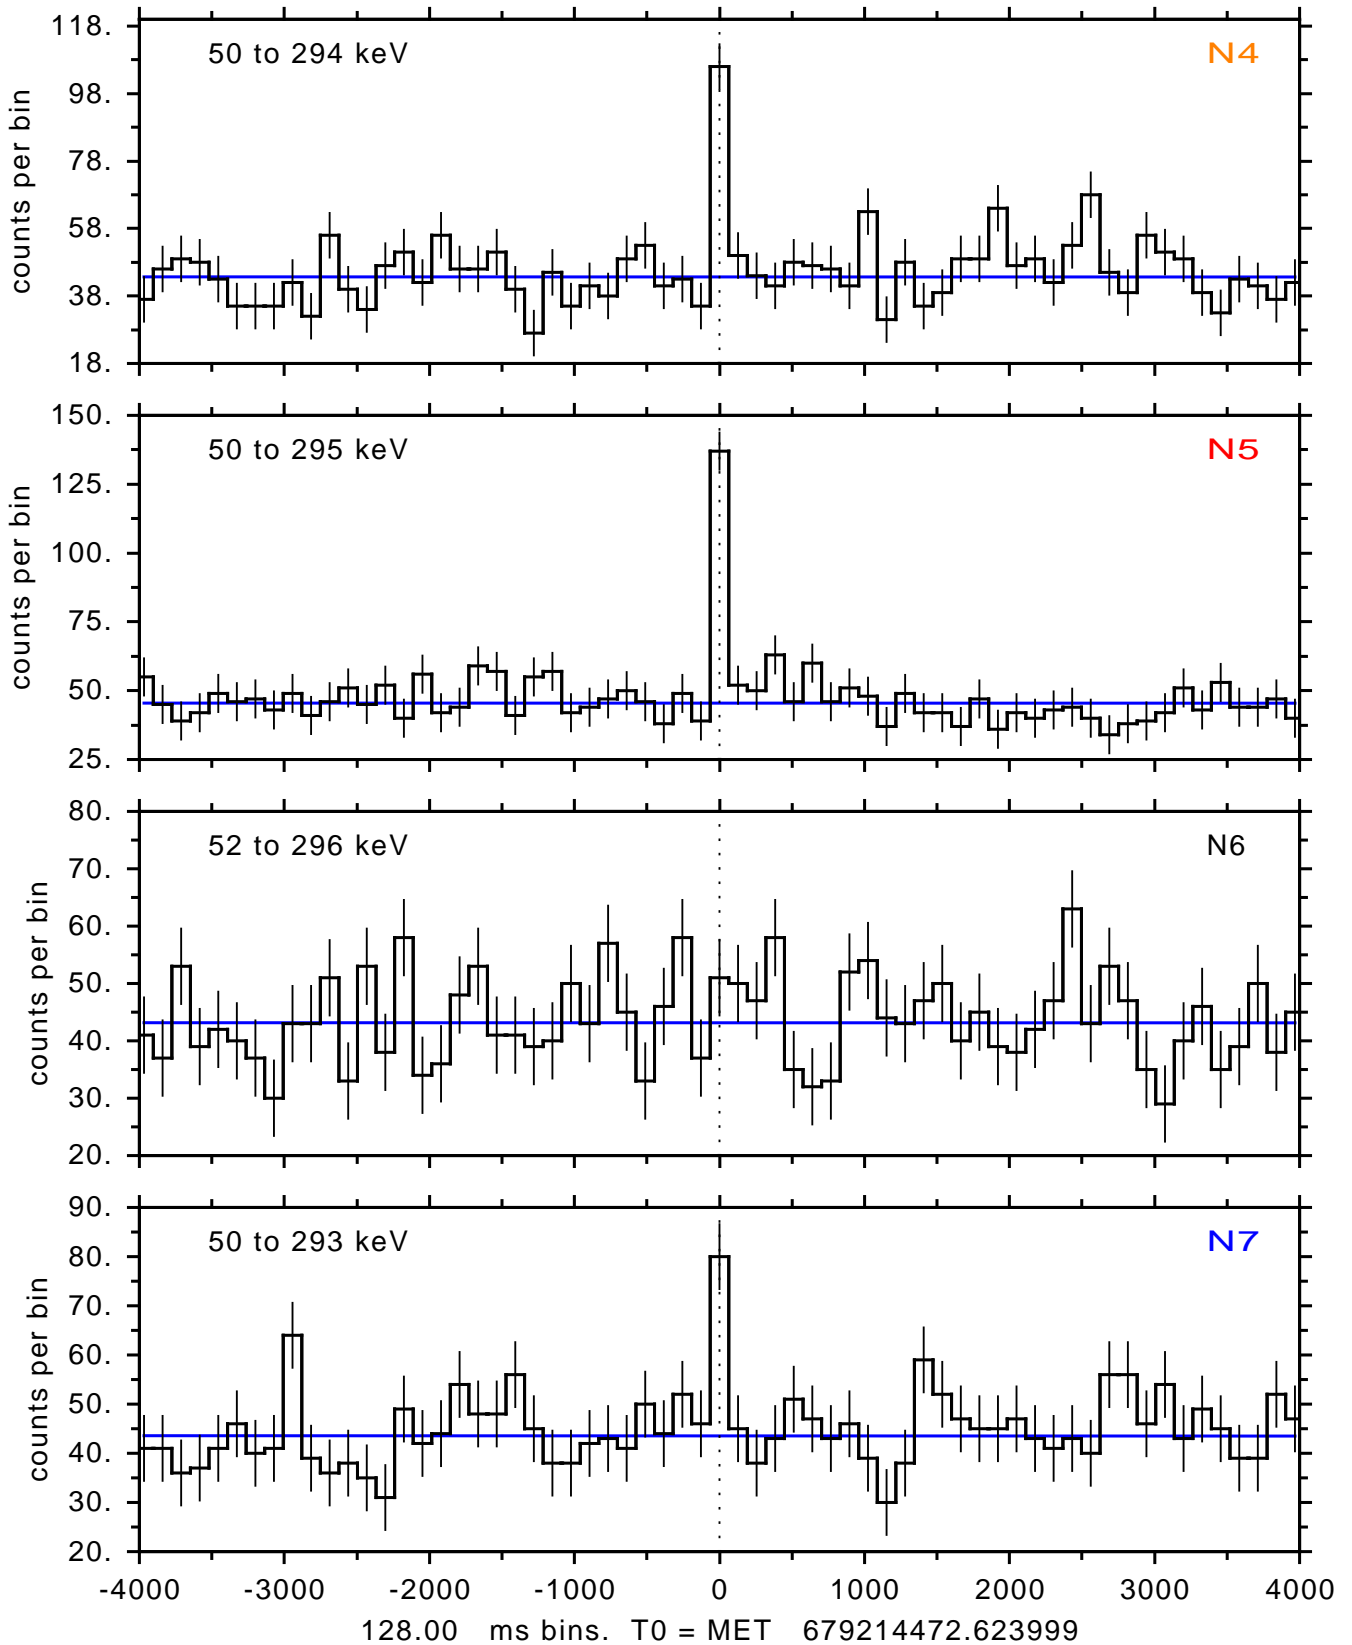 118.
50 to 294 keV
N4
98.
78.
58.
38.
18.
counts per bin
150.
50 to 295 keV
N5
125.
100.
75.
50.
25.
counts per bin
80.
52 to 296 keV
N6
70.
60.
50.
40.
30.
20.
counts per bin
90.
50 to 293 keV
N7
80.
70.
60.
50.
40.
30.
20.
counts per bin
-4000 -3000 -2000 -1000 0 1000 2000 3000 4000
128.00 ms bins. T0 = MET 679214472.623999